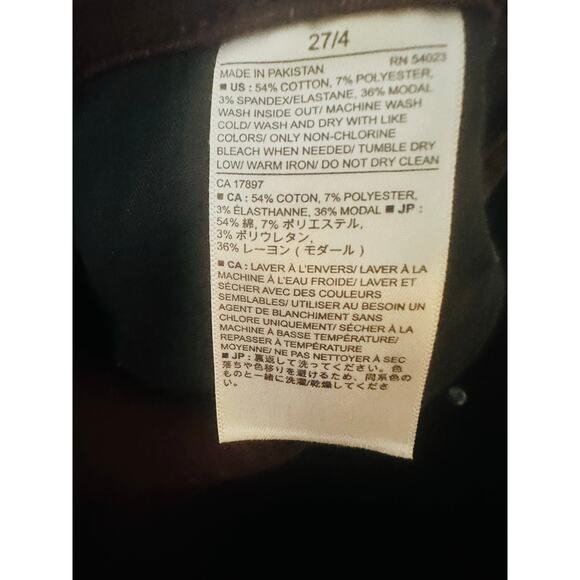 27/4
MADE IN PAKISTAN RN 54023
■ US : 54% COTTON, 7% POLYESTER,
3% SPANDEX/ELASTANE, 36% MODAL
WASH INSIDE OUT/ MACHINE WASH
COLD/ WASH AND DRY WITH LIKE
COLORS/ ONLY NON-CHLORINE
BLEACH WHEN NEEDED/ TUMBLE DRY
LOW/ WARM IRON/ DO NOT DRY CLEAN
CA 17897
■ CA : 54% COTTON, 7% POLYESTER,
3% ÉLASTHANNE, 36% MODAL ■ JP :
54% 綿, 7% ポリエステル,
3% ポリウレタン,
36% レーヨン ( モダール )
■ CA : LAVER À L'ENVERS/ LAVER À LA
MACHINE À L'EAU FROIDE/ LAVER ET
SÉCHER AVEC DES COULEURS
SEMBLABLES/ UTILISER AU BESOIN UN
AGENT DE BLANCHIMENT SANS
CHLORE UNIQUEMENT/ SÉCHER À LA
MACHINE À BASSE TEMPÉRATURE/
REPASSER À TEMPÉRATURE
MOYENNE/ NE PAS NETTOYER À SEC
■ JP : 裏返して洗ってください。色
落ちや色移りを避けるため、同系色の
ものと一緒に洗濯/乾燥してくださ
い.